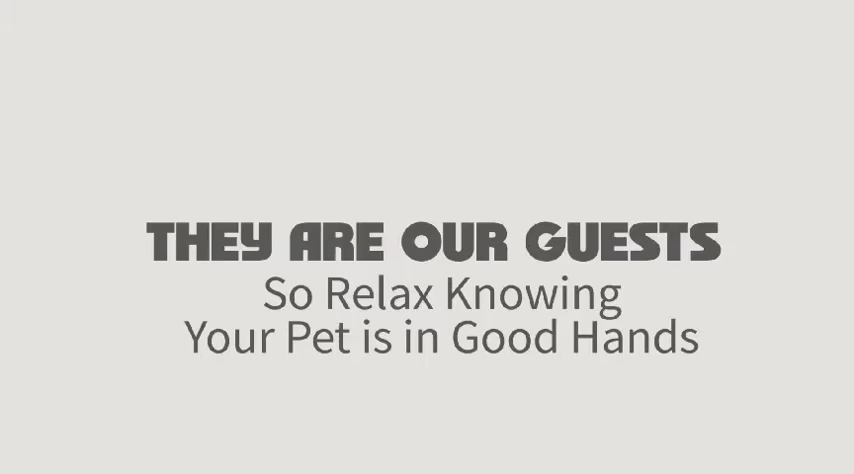 THEY ARE OUR GUESTS
So Relax Knowing
Your Pet is in Good Hands